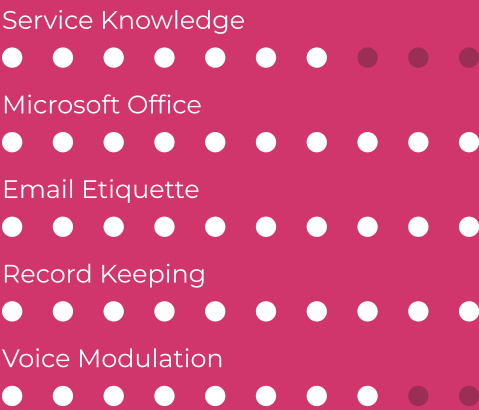 Service Knowledge
Microsoft Office
Email Etiquette
Record Keeping
Voice Modulation